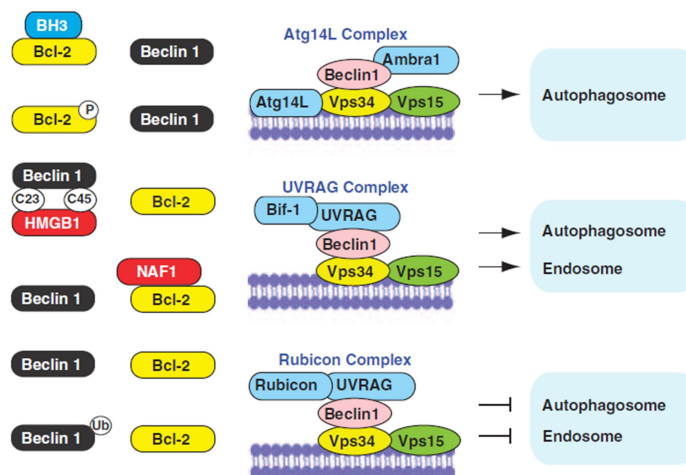 BH3
Bcl-2
Beclin 1
Bcl-2
P
Beclin 1
Beclin 1
C23
C45
HMGB1
Bcl-2
NAF1
Beclin 1
Bcl-2
Beclin 1
Bcl-2
Beclin 1
Ub
Bcl-2
Atg14L Complex
Ambra1
Beclin1
Atg14L
Vps34
Vps15
Autophagosome
UVRAG Complex
Bif-1
UVRAG
Beclin1
Vps34
Vps15
Autophagosome
Endosome
Rubicon Complex
Rubicon
UVRAG
Beclin1
Vps34
Vps15
Autophagosome
Endosome